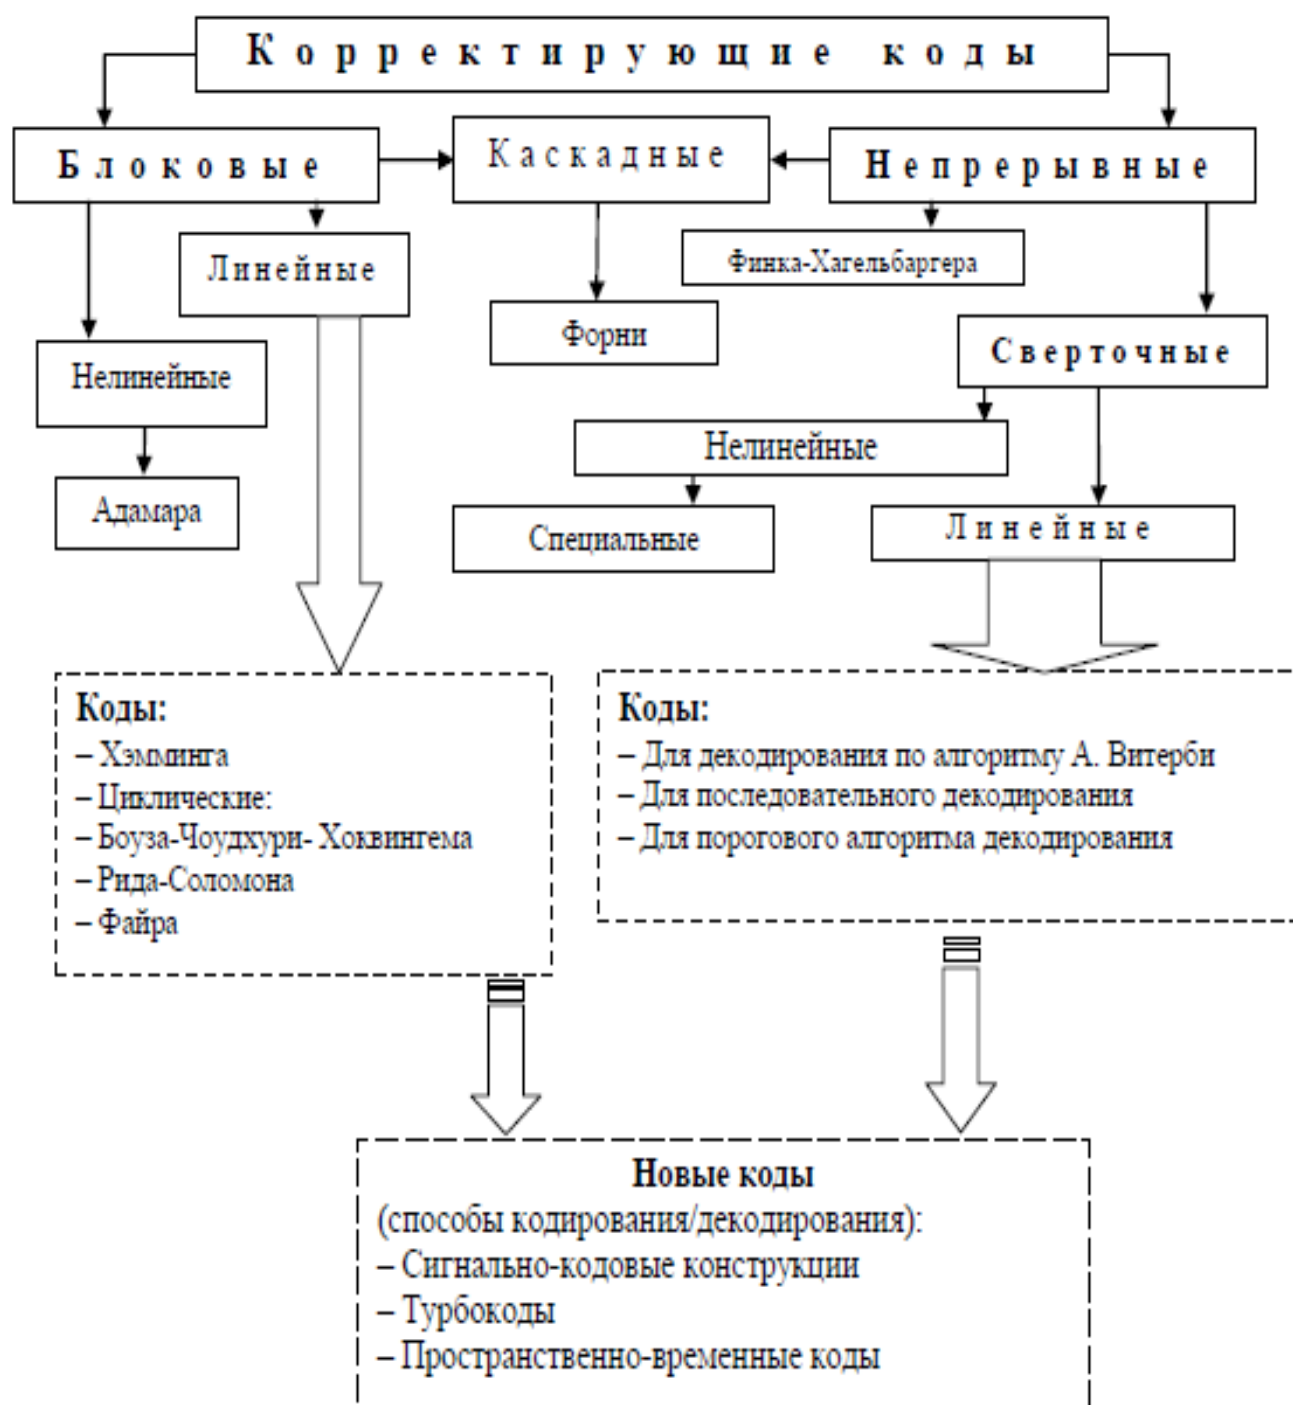 Корректирующие коды
Блоковые
Каскадные
Непрерывные
Линейные
Финка-Хагельбаргера
Форни
Сверточные
Нелинейные
Нелинейные
Адамара
Специальные
Линейные
Коды:
– Хэмминга
– Циклические:
– Боуза-Чоудхури- Хоквингема
– Рида-Соломона
– Файра
Коды:
– Для декодирования по алгоритму А. Витерби
– Для последовательного декодирования
– Для порогового алгоритма декодирования
Новые коды
(способы кодирования/декодирования):
– Сигнально-кодовые конструкции
– Турбокоды
– Пространственно-временные коды